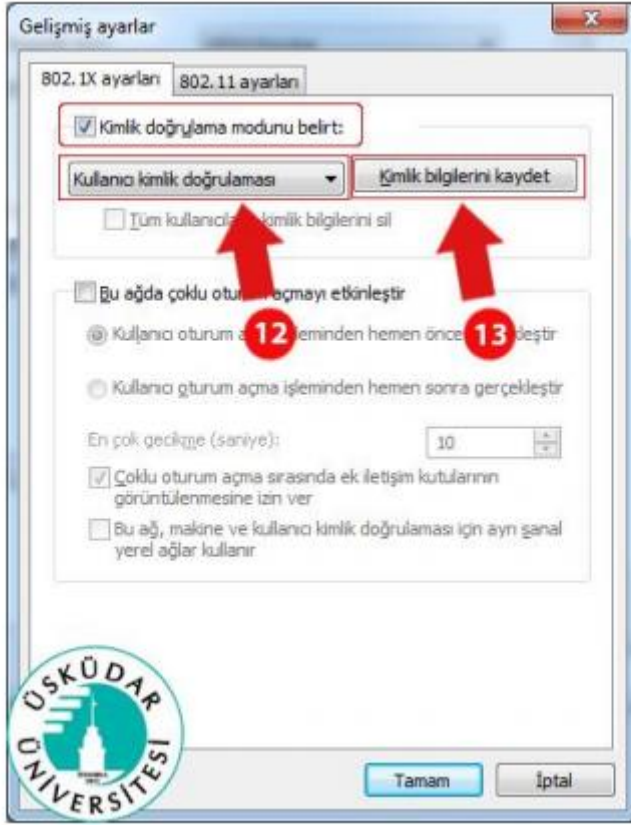 Gelişmiş ayarlar
802.1X ayarları
802.11 ayarları
Kimlik doğrulama modunu belirt:
Kullanıcı kimlik doğrulaması
Kimlik bilgilerini kaydet
Tüm kimlik bilgilerini sil
Bu ağda çoklu açmayı etkinleştir
12
13
Kullanıcı oturum hemen
Kullanıcı oturum açma işleminden hemen sonra gerçekleştir
En çok gecikme (saniye):
10
Çoklu oturum açma sırasında ek iletişim kutularının
görüntülenmesine izin ver
Bu ağ, makine ve kullanıcı kimlik doğrulaması için ayrı sanal
yerel ağlar kullanır
ÜSKÜDAR
ÜNİVERSİTESİ
Tamam
İptal